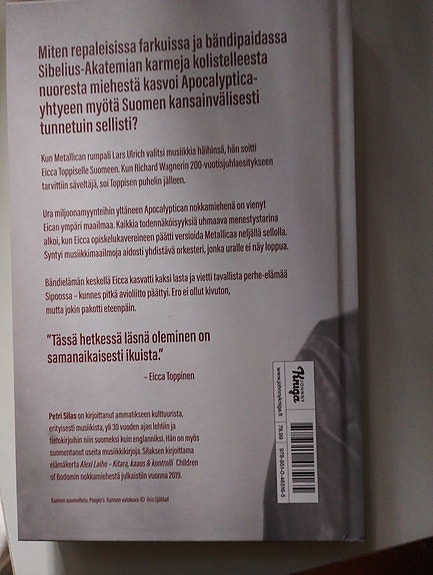 Miten repaleisissa farkuissa ja bändipaidassa
Sibelius-Akatemian karmeja kolistelleesta
nuoresta miehestä kasvoi Apocalyptica-
yhtyeen myötä Suomen kansainvälisesti
tunnetuin sellisti?
Kun Metallican rumpali Lars Ulrich valitsi musiikkia häihinsä, hän soitti
Eicca Toppiselle Suomeen. Kun Richard Wagnerin 200-vuotisjuhlaesitykseen
tarvittiin säveltäjä, soi Toppisen puhelin jälleen.
Ura miljoonamyynteihin yltäneen Apocalyptican nokkamiehenä on vienyt
Eican ympäri maailmaa. Kaikkia todennäköisyyksiä uhmaava menestystarina
alkoi, kun Eicca opiskelukavereineen päätti versioida Metallicaa neljällä sellolla.
Syntyi musiikkimaailmoja aidosti yhdistävä orkesteri, jonka uralle ei näy loppua.
Bändielämän keskellä Eicca kasvatti kaksi lasta ja vietti tavallista perhe-elämää
Sipoossa – kunnes pitkä avioliitto päättyi. Ero ei ollut kivuton,
mutta jokin pakotti eteenpäin.
"Tässä hetkessä läsnä oleminen on
samanaikaisesti ikuista."
– Eicca Toppinen
Petri Silas on kirjoittanut ammatikseen kulttuurista,
erityisesti musiikista, yli 30 vuoden ajan lehtiin ja
tietokirjoihin niin suomeksi kuin englanniksi. Hän on myös
suomentanut useita musiikkikirjoja. Silaksen kirjoittama
elämäkerta Alexi Laiho – Kitara, kaaos & kontrolli Children
of Bodomin nokkamiehestä julkaistiin vuonna 2019.
Kannen suunnittelu: People's Kannen valokuva: © Iiris Sjöblad
JOHNNY
Kniga
www.johnnykniga.fi
78.99